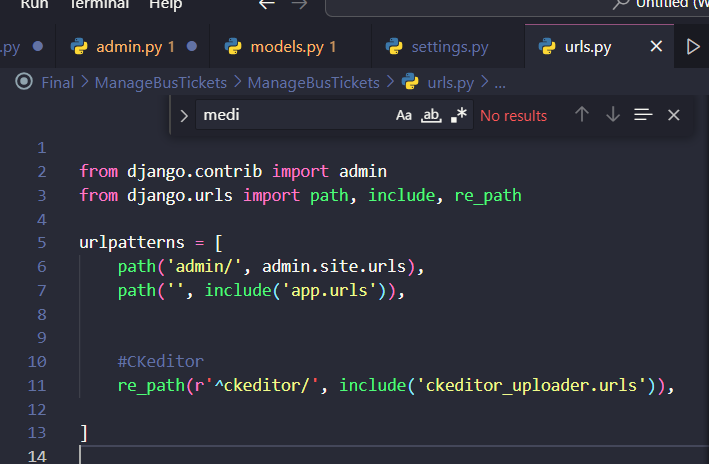 Run Terminal Help Untitled (W
.py admin.py 1 models.py 1 settings.py urls.py
Final > ManageBusTickets > ManageBusTickets > urls.py > ...
medi Aa ab .* No results
1
2 from django.contrib import admin
3 from django.urls import path, include, re_path
4
5 urlpatterns = [
6 path('admin/', admin.site.urls),
7 path('', include('app.urls')),
8
9
10 #CKeditor
11 re_path(r'^ckeditor/', include('ckeditor_uploader.urls')),
12
13 ]
14